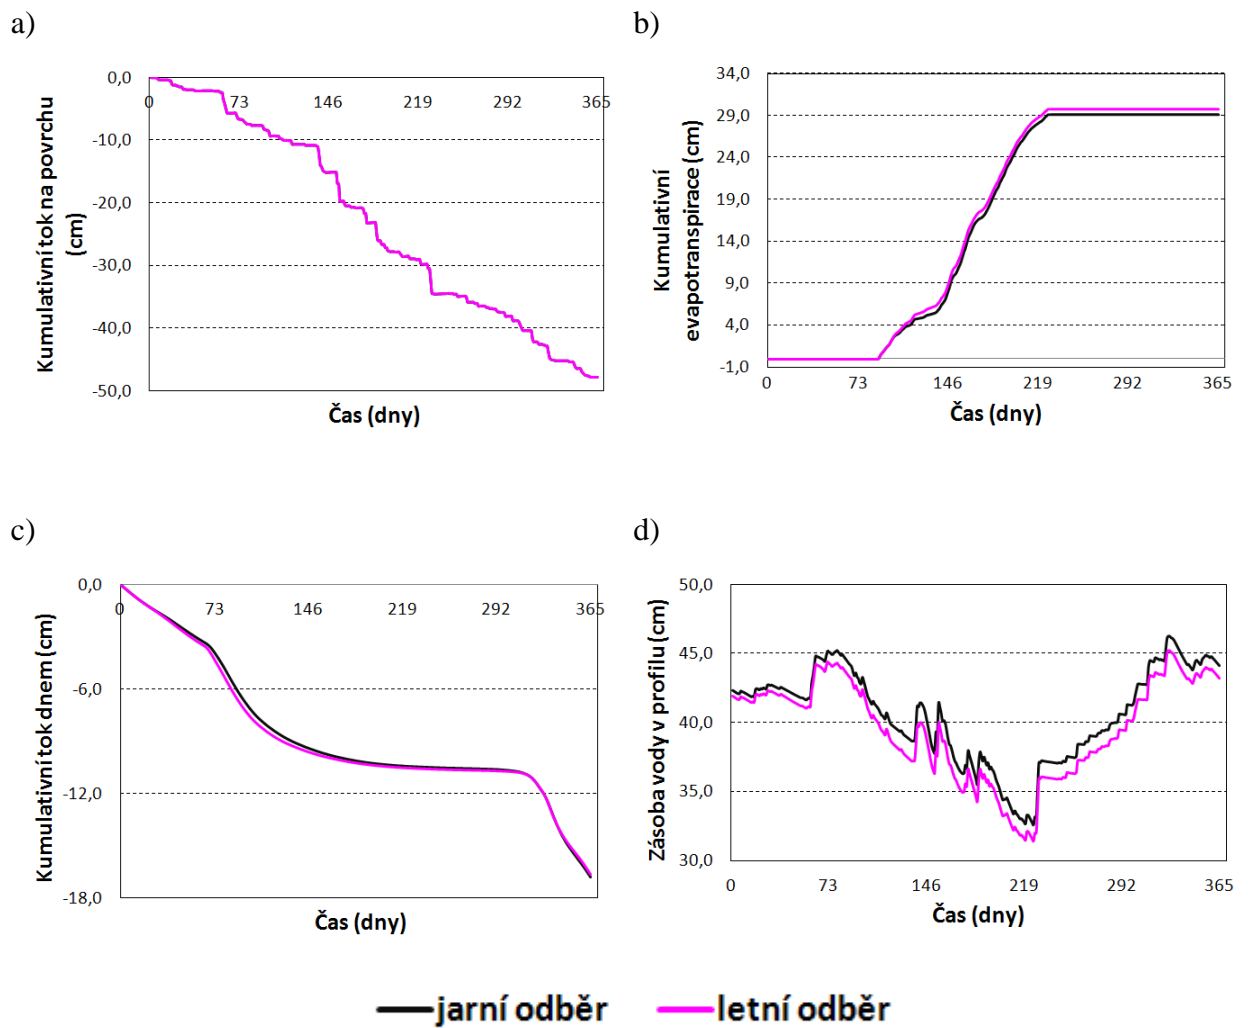 a)
b)
Kumulativní tok na povrchu
(cm)
0,0
-10,0
-20,0
-30,0
-40,0
-50,0
0 73 146 219 292 365
Čas (dny)
Kumulativní
evapotranspirace (cm)
34,0
29,0
24,0
19,0
14,0
9,0
4,0
-1,0
0 73 146 219 292 365
Čas (dny)
c)
d)
Kumulativní tok dnem (cm)
0,0
-6,0
-12,0
-18,0
0 73 146 219 292 365
Čas (dny)
Zásoba vody v profilu (cm)
50,0
45,0
40,0
35,0
30,0
0 73 146 219 292 365
Čas (dny)
jarní odběr letní odběr